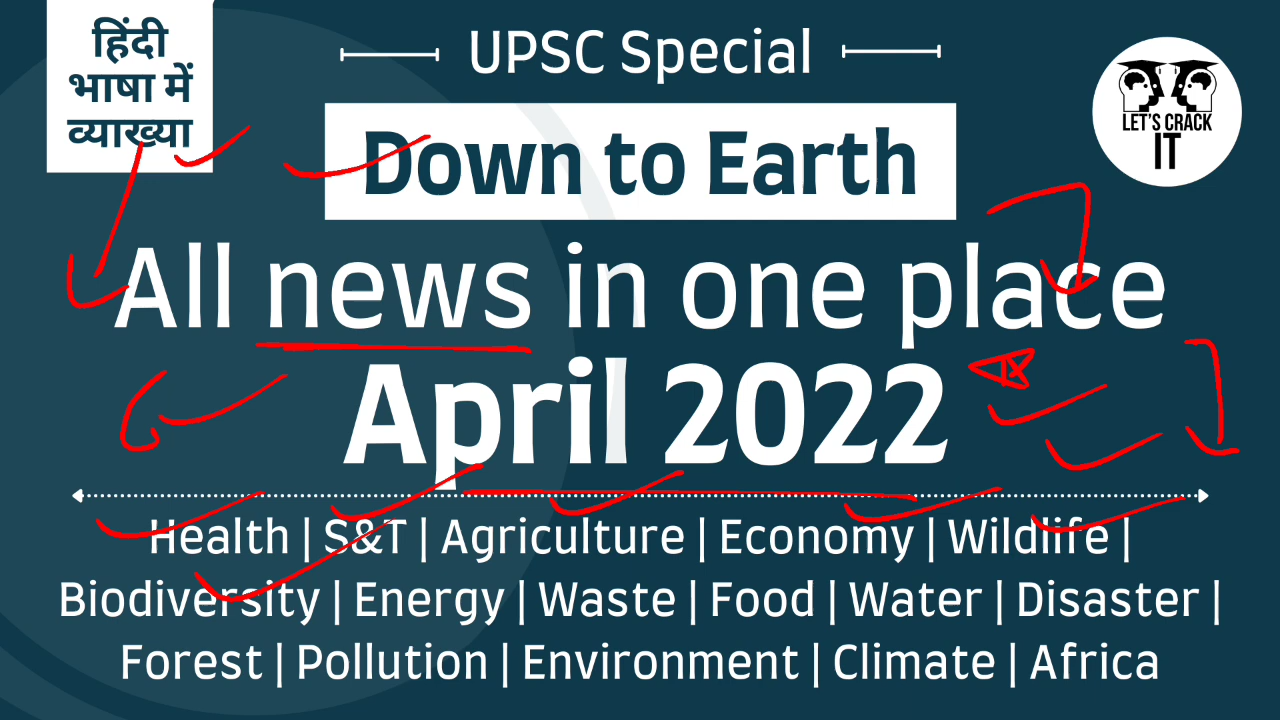 हिंदी
भाषा में
व्याख्या
UPSC Special
LET'S CRACK
IT
Down to Earth
All news in one place
April 2022
Health | S&T | Agriculture | Economy | Wildlife |
Biodiversity | Energy | Waste | Food | Water | Disaster |
Forest | Pollution | Environment | Climate | Africa